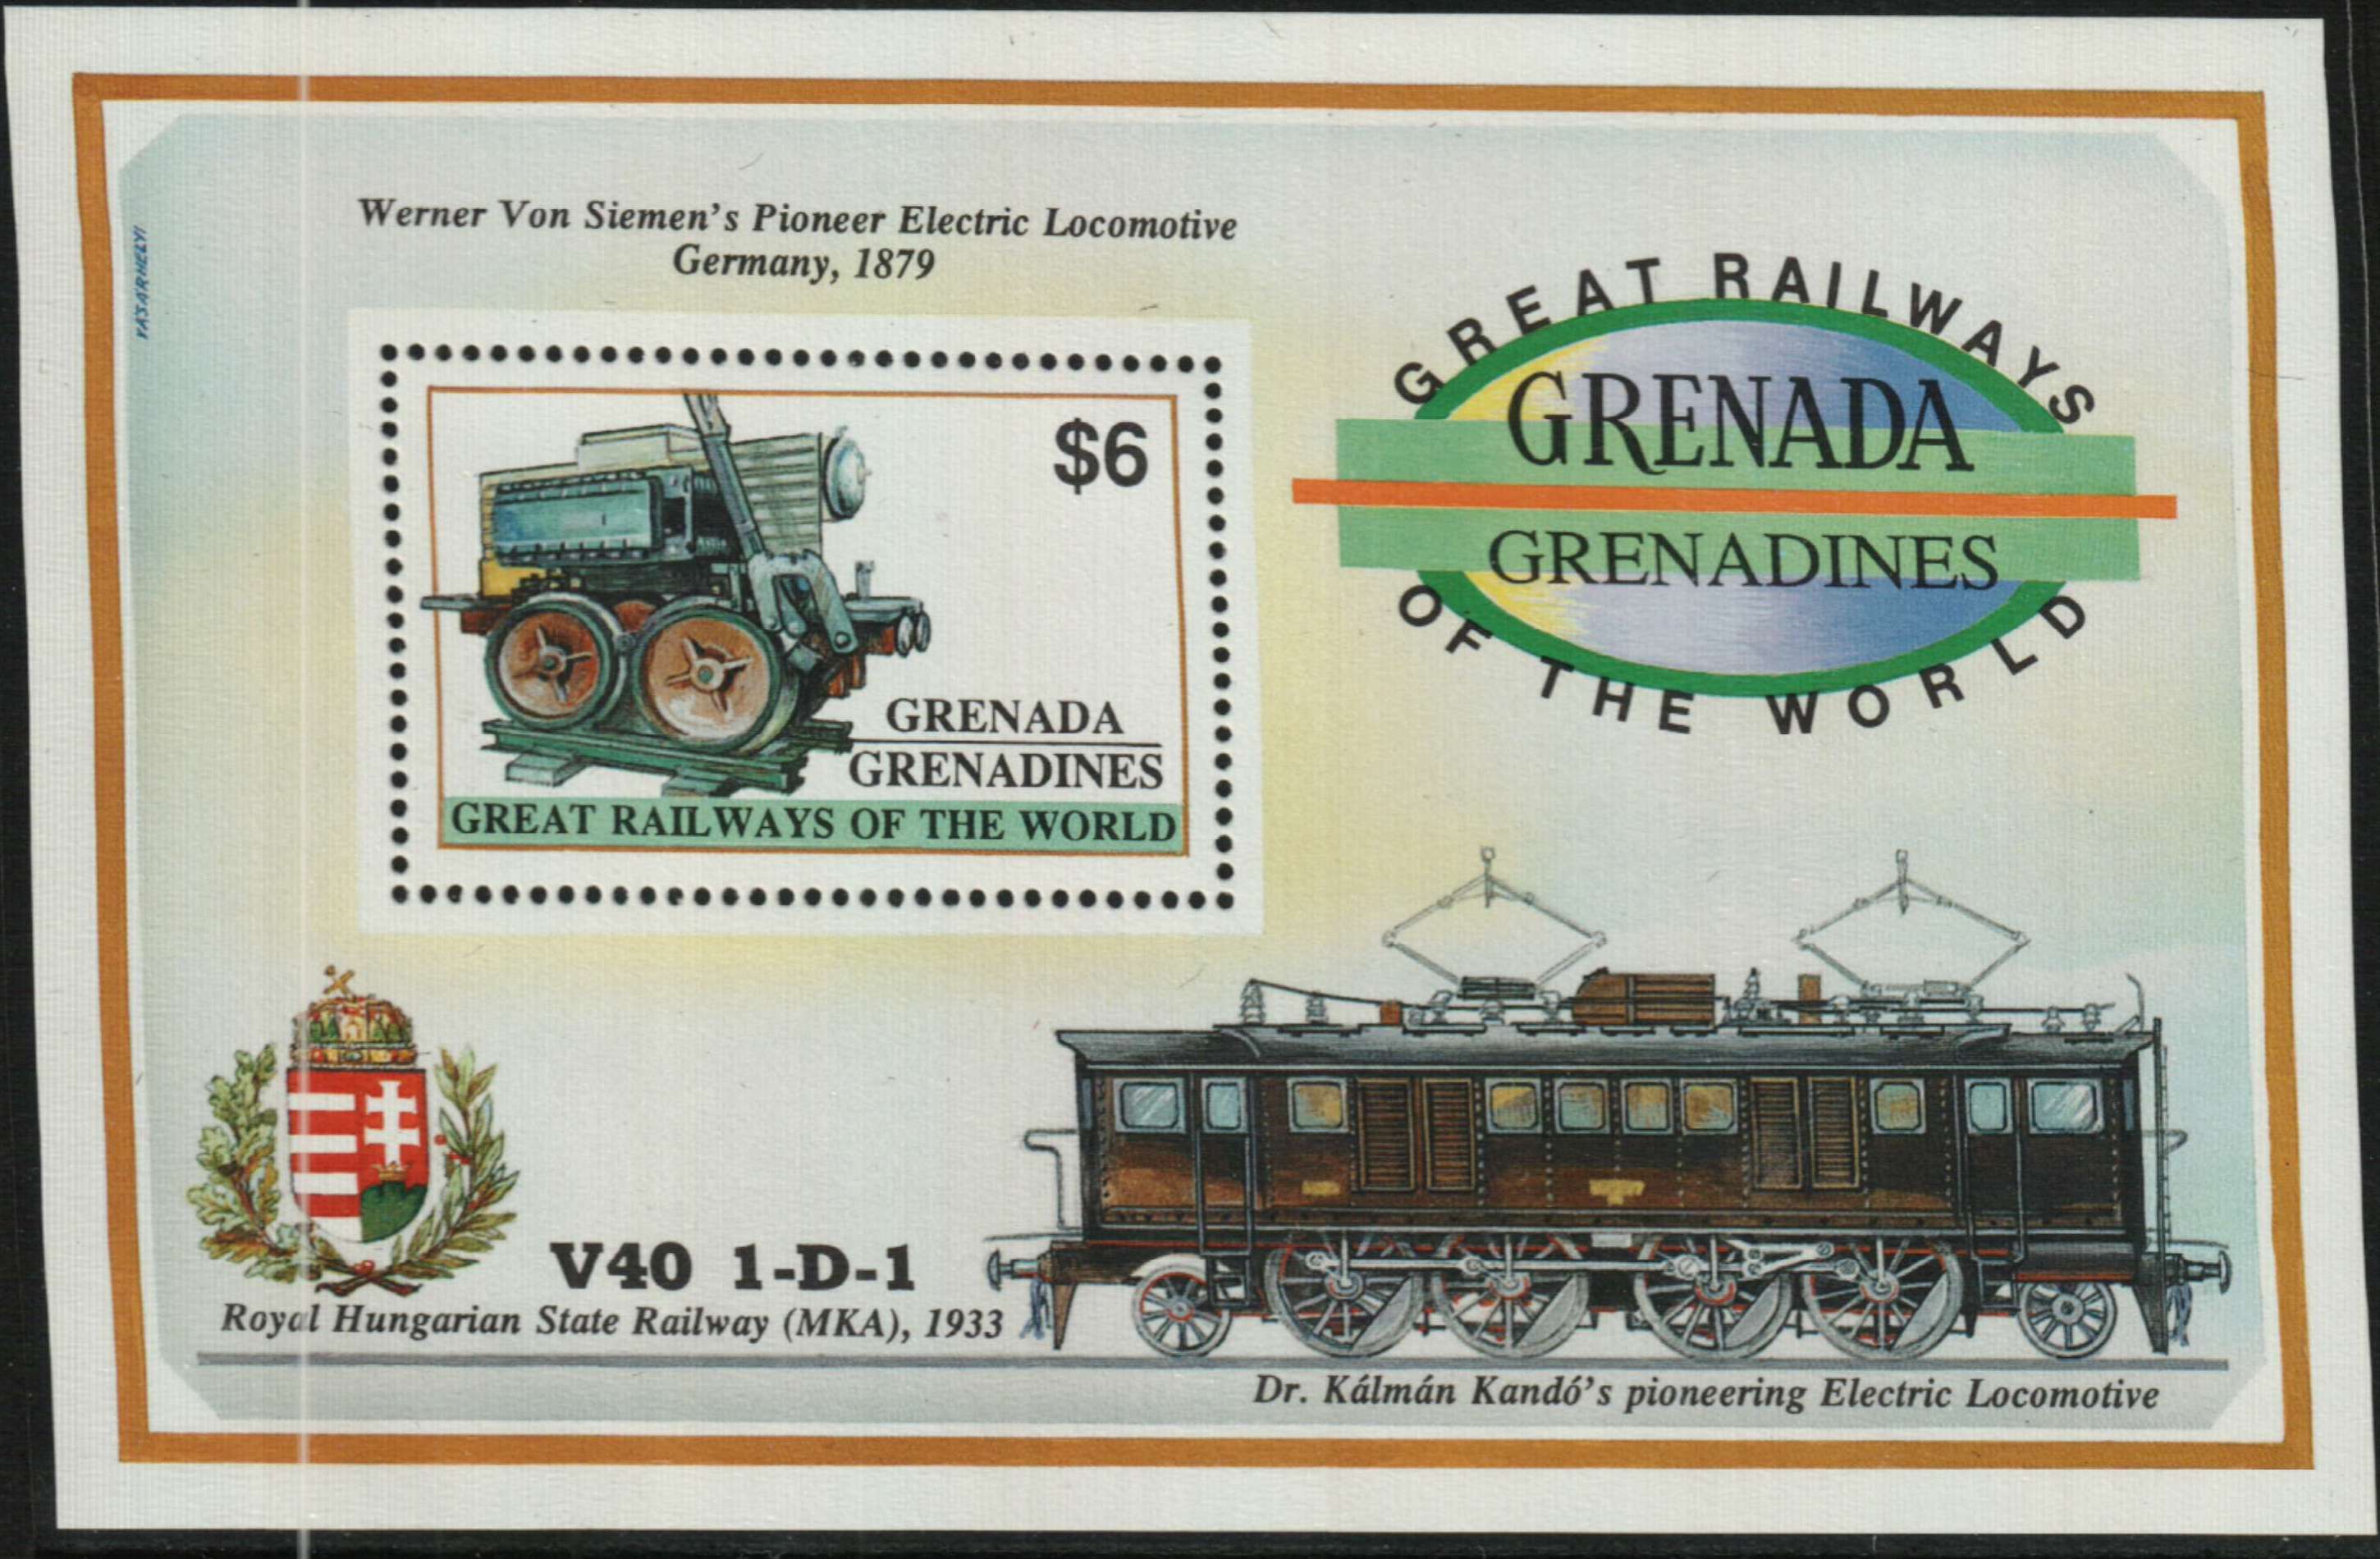 VASARHELYI
Werner Von Siemen's Pioneer Electric Locomotive
Germany, 1879
$6
GRENADA
GRENADINES
GREAT RAILWAYS OF THE WORLD
GREAT RAILWAYS
GRENADA
GRENADINES
OF THE WORLD
V40 1-D-1
Royal Hungarian State Railway (MKA), 1933
Dr. Kálmán Kandó's pioneering Electric Locomotive